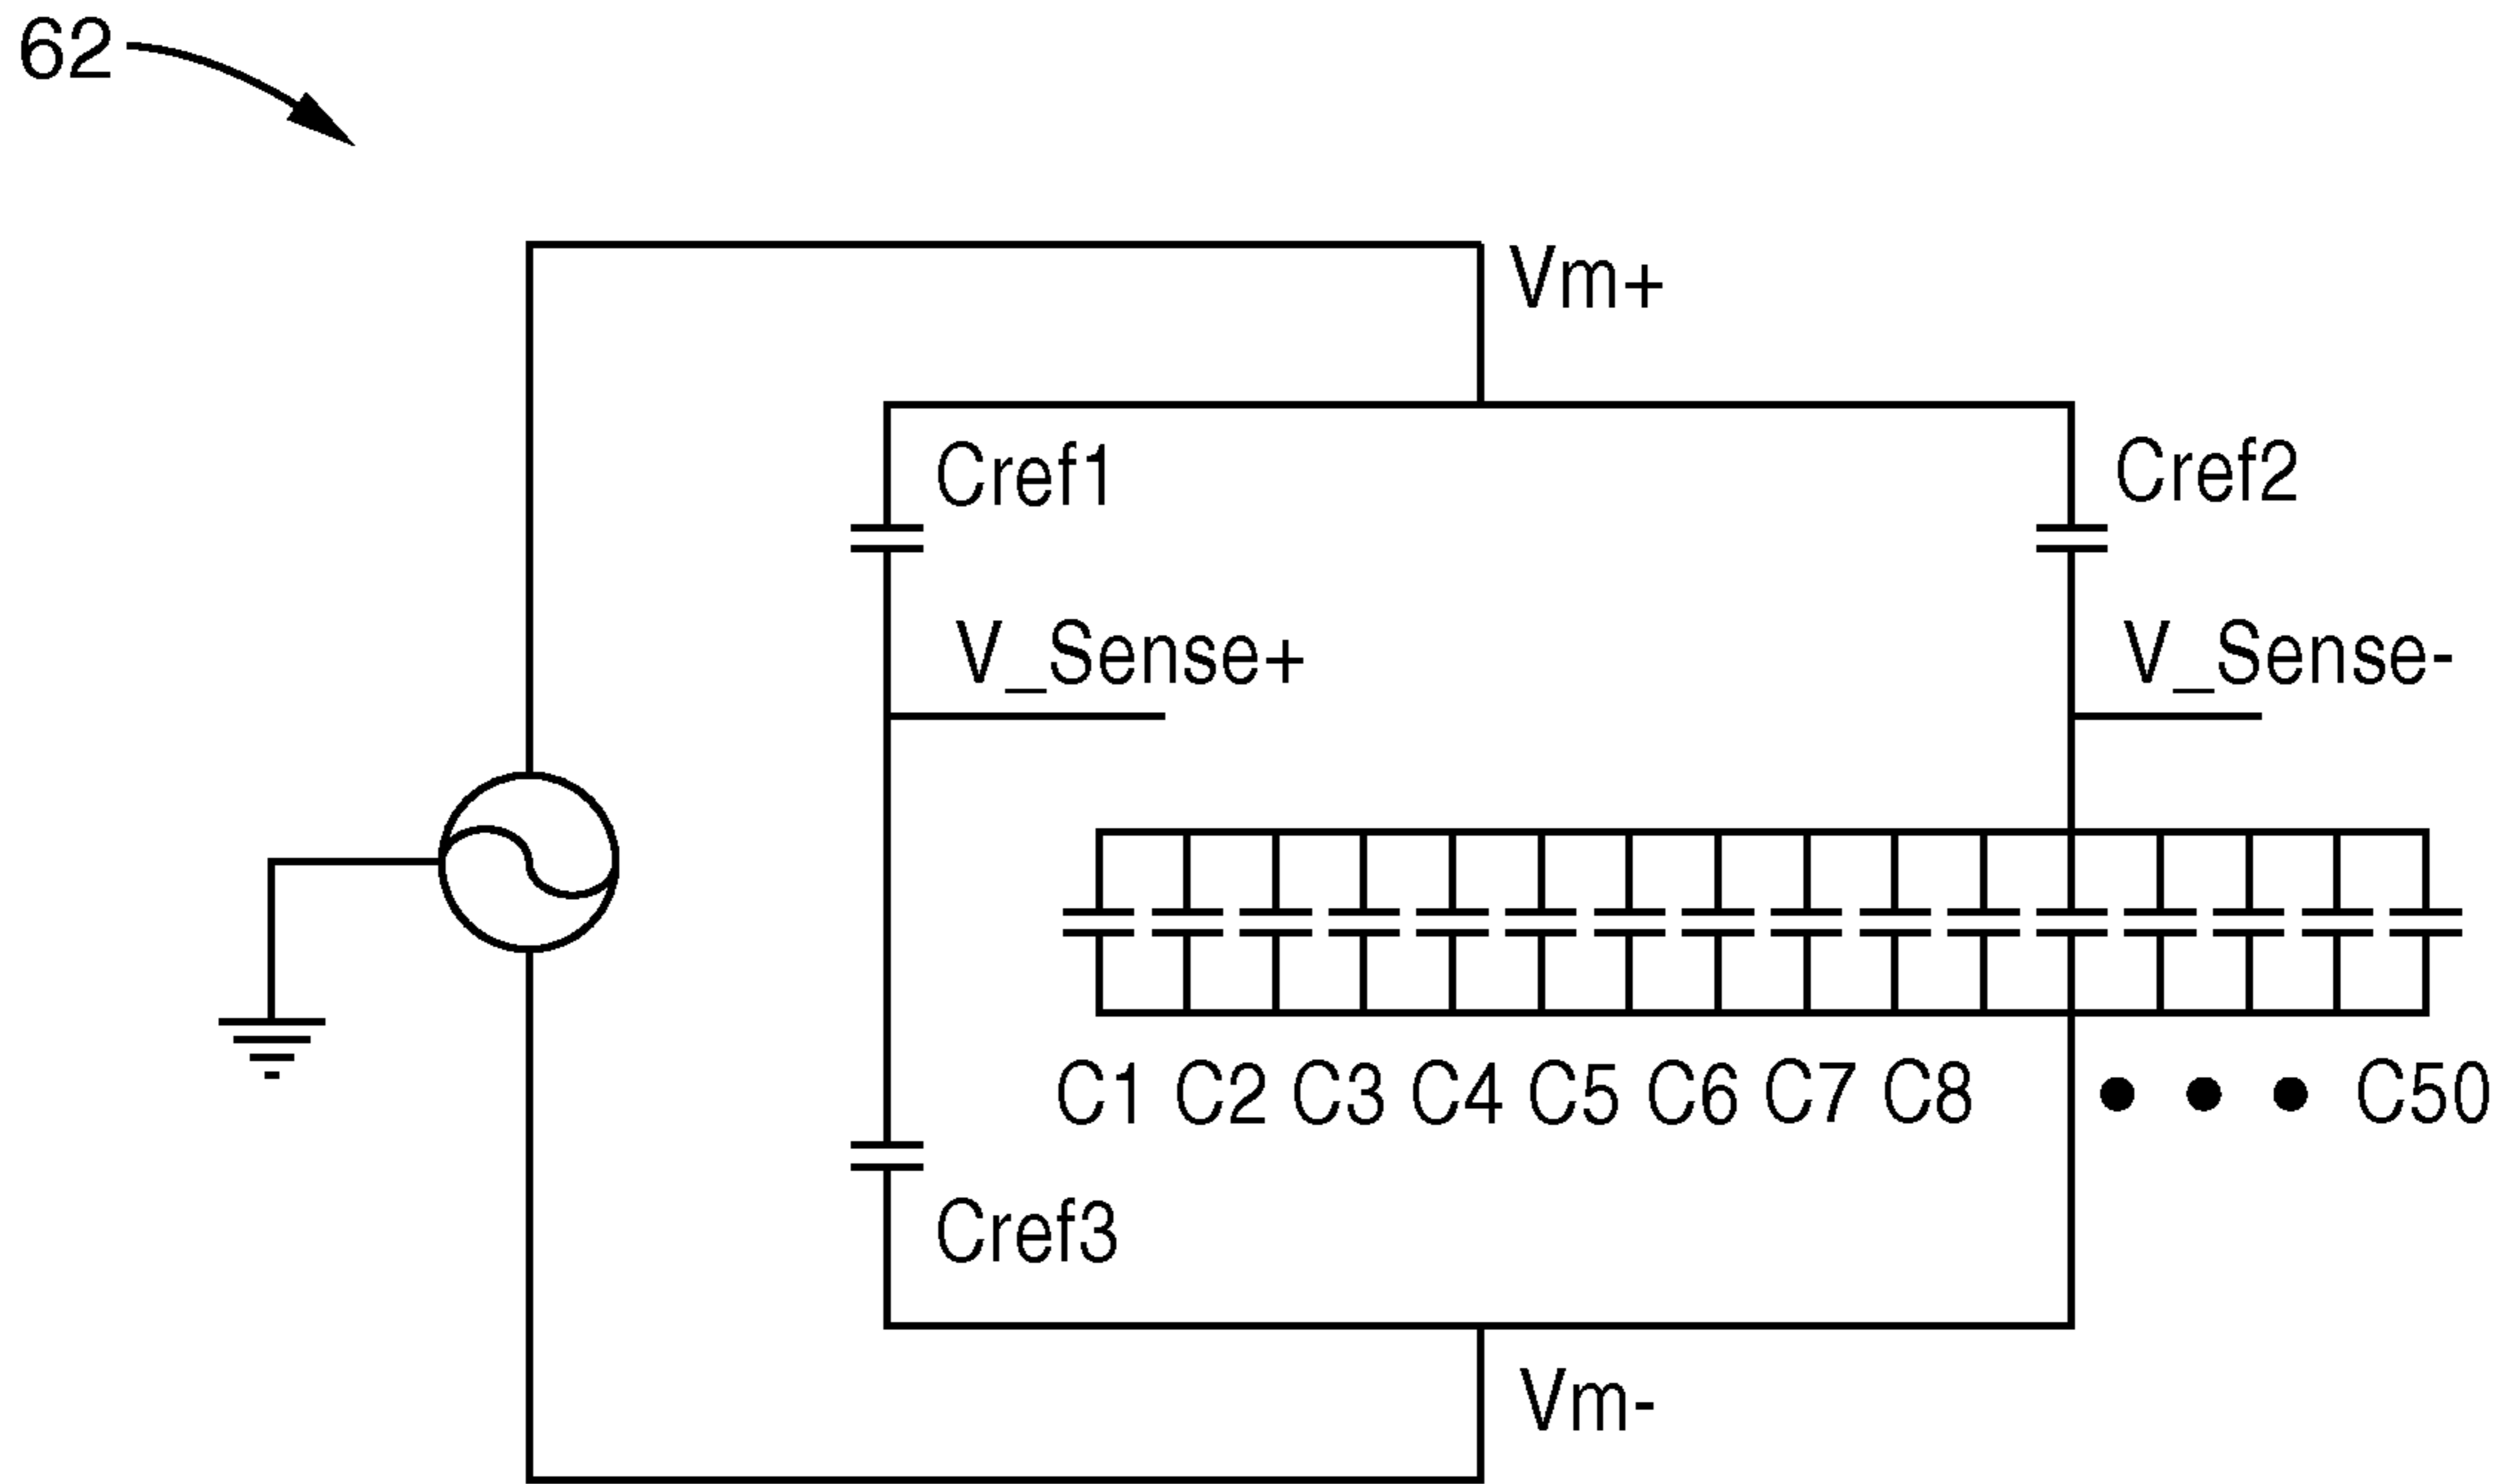 62
Vm+
Cref1
Cref2
V_Sense+
V_Sense-
C1 C2 C3 C4 C5 C6 C7 C8 ● ● ● C50
Cref3
Vm-